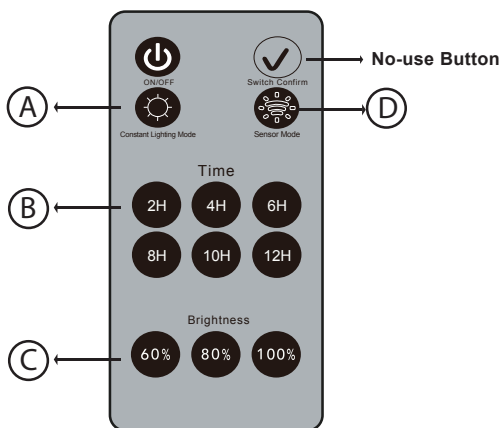 No-use Button
ON/OFF
Switch Confirm
A
D
Constant Lighting Mode
Sensor Mode
Time
B
2H 4H 6H
8H 10H 12H
Brightness
C
60% 80% 100%